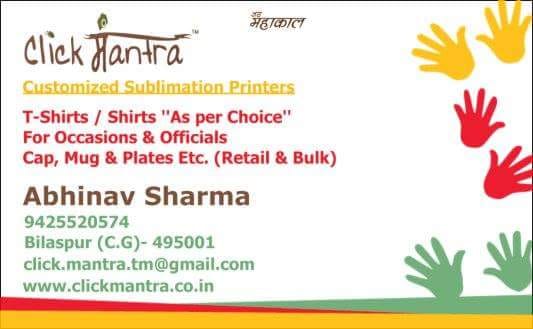 जय
महाकाल
Click Mantra™
Customized Sublimation Printers
T-Shirts / Shirts "As per Choice"
For Occasions & Officials
Cap, Mug & Plates Etc. (Retail & Bulk)
Abhinav Sharma
9425520574
Bilaspur (C.G)- 495001
click.mantra.tm@gmail.com
www.clickmantra.co.in